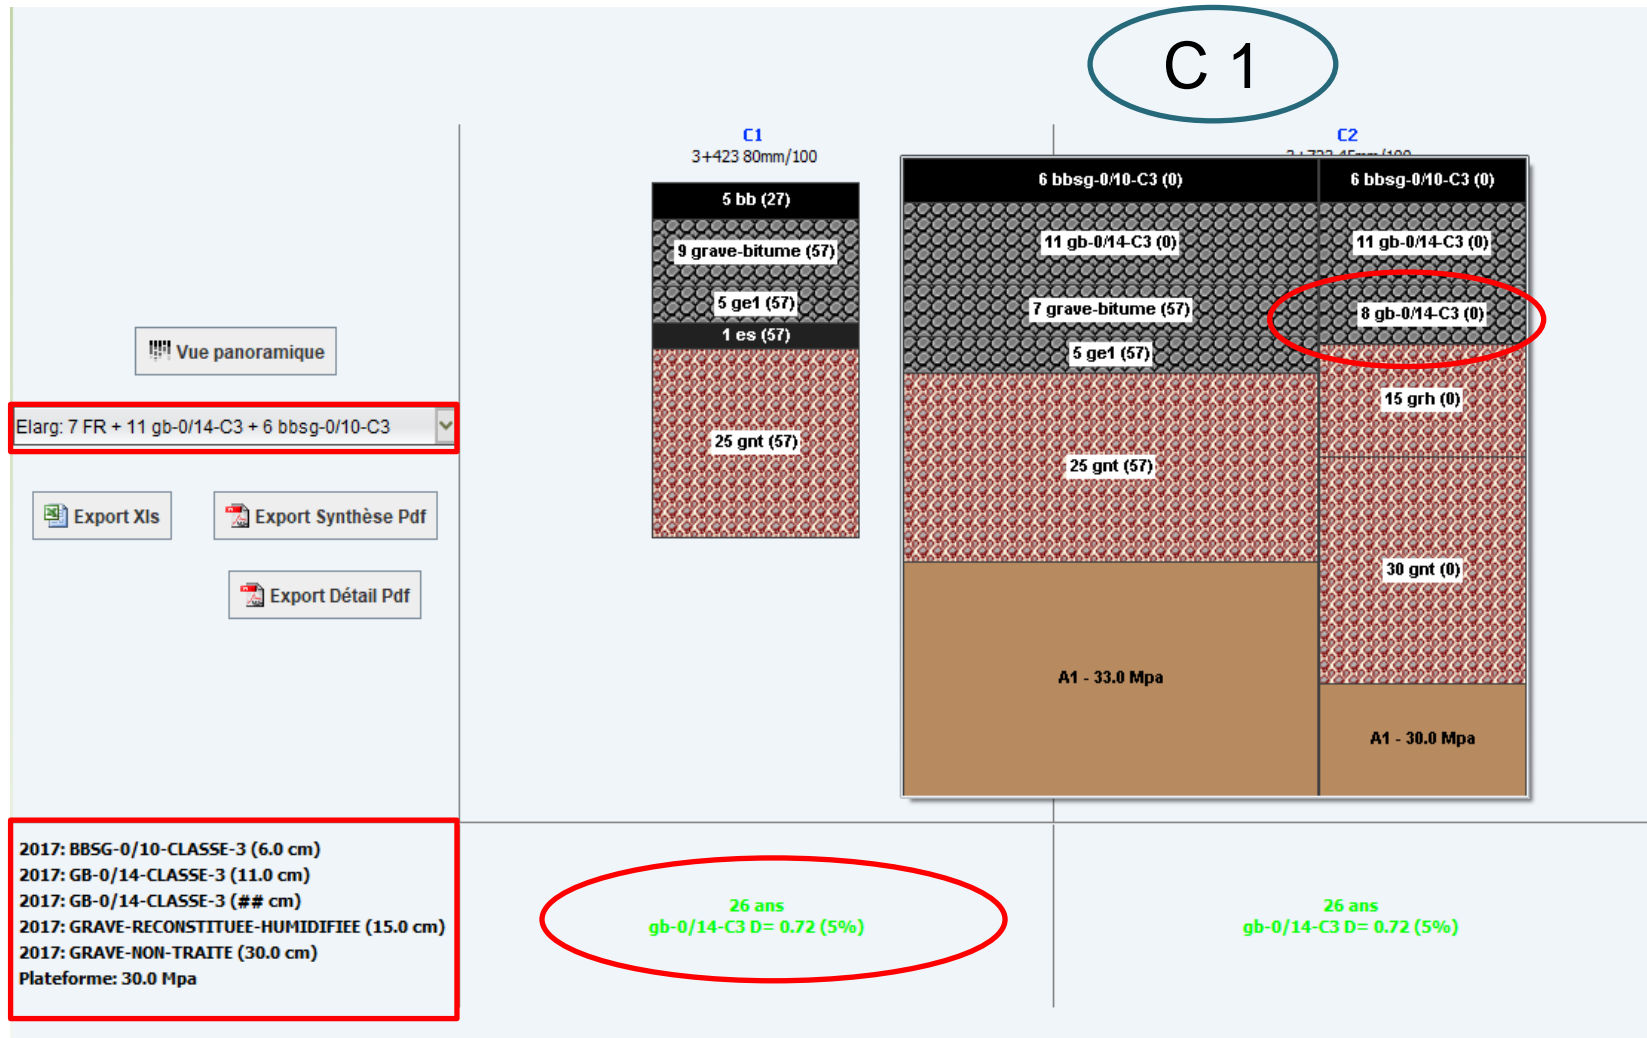 C 1
C1
3+423 80mm/100
C2
5 bb (27)
9 grave-bitume (57)
5 ge1 (57)
1 es (57)
25 gnt (57)
6 bbsg-0/10-C3 (0)
11 gb-0/14-C3 (0)
7 grave-bitume (57)
5 ge1 (57)
25 gnt (57)
A1 - 33.0 Mpa
6 bbsg-0/10-C3 (0)
11 gb-0/14-C3 (0)
8 gb-0/14-C3 (0)
15 grh (0)
30 gnt (0)
A1 - 30.0 Mpa
Vue panoramique
Elarg: 7 FR + 11 gb-0/14-C3 + 6 bbsg-0/10-C3
Export Xls
Export Synthèse Pdf
Export Détail Pdf
2017: BBSG-0/10-CLASSE-3 (6.0 cm)
2017: GB-0/14-CLASSE-3 (11.0 cm)
2017: GB-0/14-CLASSE-3 (## cm)
2017: GRAVE-RECONSTITUEE-HUMIDIFIEE (15.0 cm)
2017: GRAVE-NON-TRAITE (30.0 cm)
Plateforme: 30.0 Mpa
26 ans
gb-0/14-C3 D= 0.72 (5%)
26 ans
gb-0/14-C3 D= 0.72 (5%)